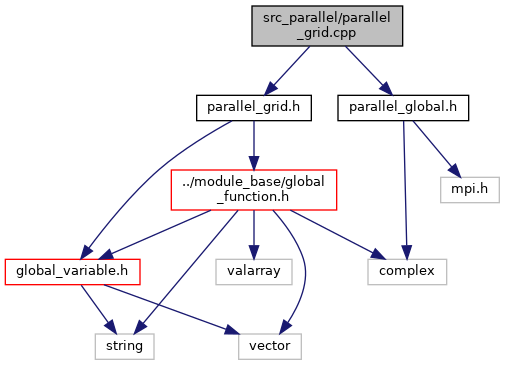 src_parallel/parallel
_grid.cpp
parallel_grid.h
parallel_global.h
../module_base/global
_function.h
mpi.h
global_variable.h
valarray
complex
string
vector